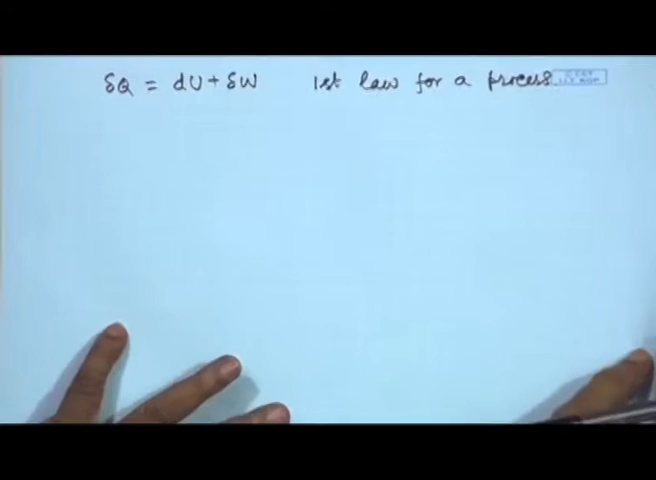 δQ = dU + δW 1st law for a process